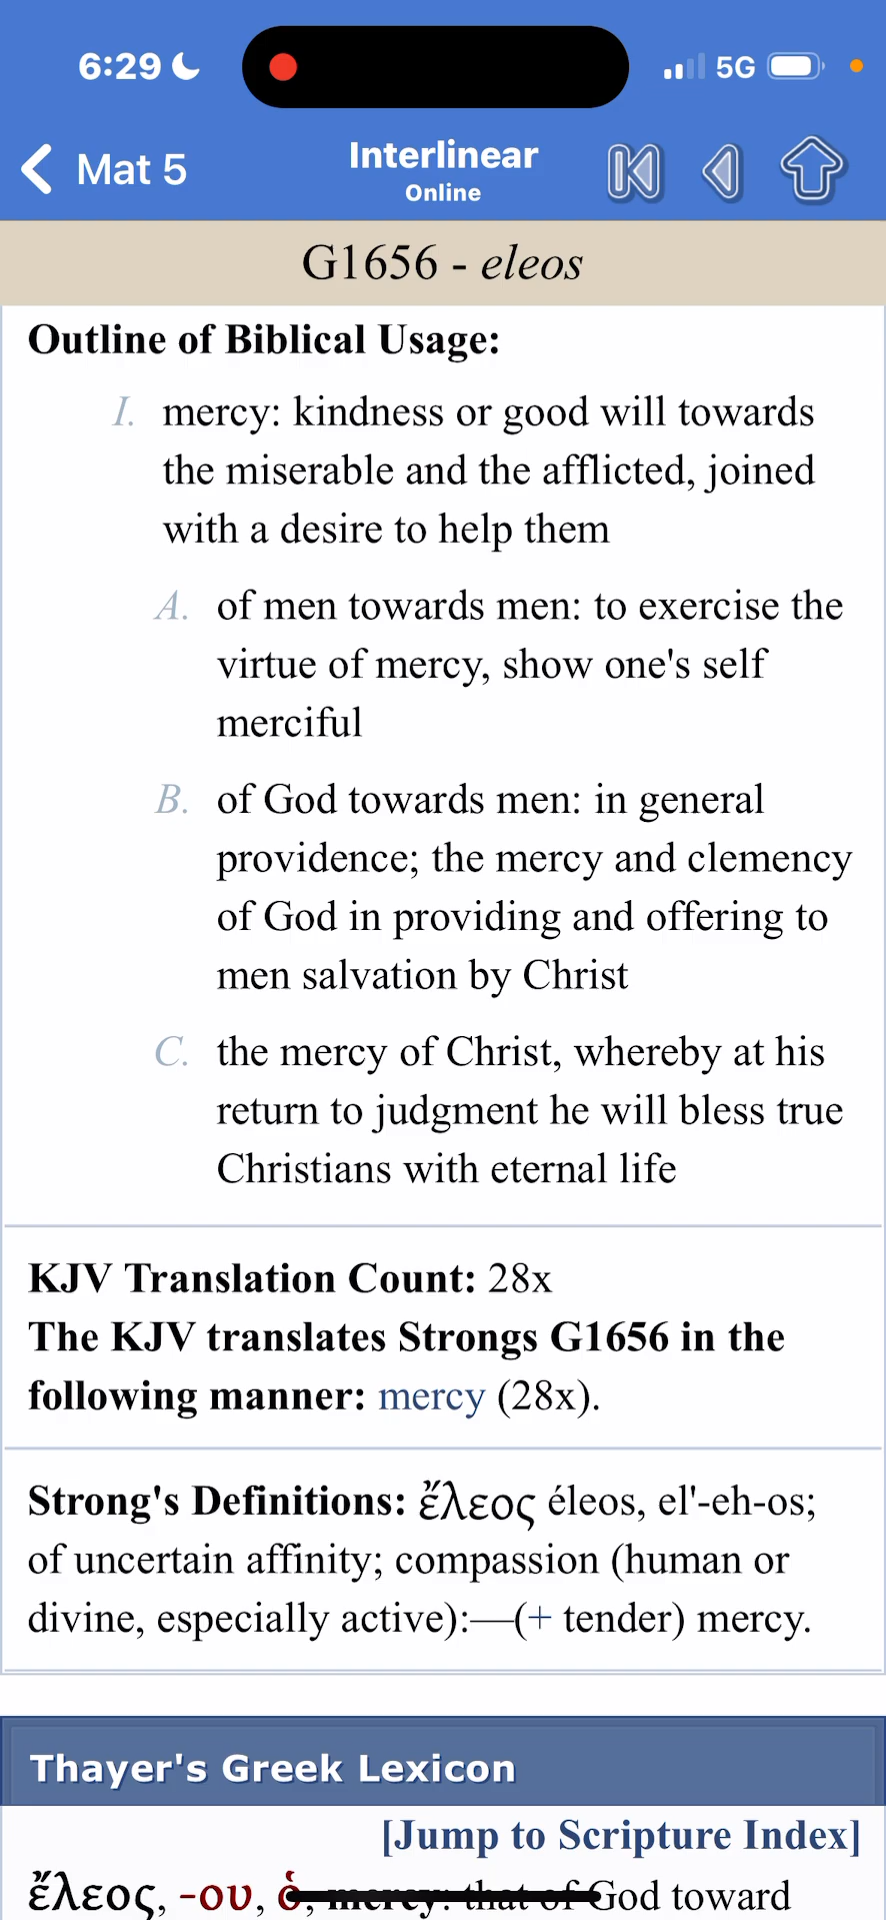 6:29
5G
Mat 5
Interlinear
Online
G1656 - eleos
Outline of Biblical Usage:
I. mercy: kindness or good will towards
the miserable and the afflicted, joined
with a desire to help them
A. of men towards men: to exercise the
virtue of mercy, show one's self
merciful
B. of God towards men: in general
providence; the mercy and clemency
of God in providing and offering to
men salvation by Christ
C. the mercy of Christ, whereby at his
return to judgment he will bless true
Christians with eternal life
KJV Translation Count: 28x
The KJV translates Strongs G1656 in the
following manner: mercy (28x).
Strong's Definitions: ἔλεος éleos, el'-eh-os;
of uncertain affinity; compassion (human or
divine, especially active):—(+ tender) mercy.
Thayer's Greek Lexicon
[Jump to Scripture Index]
ἔλεος, -ου, ὁ, mercy: that of God toward